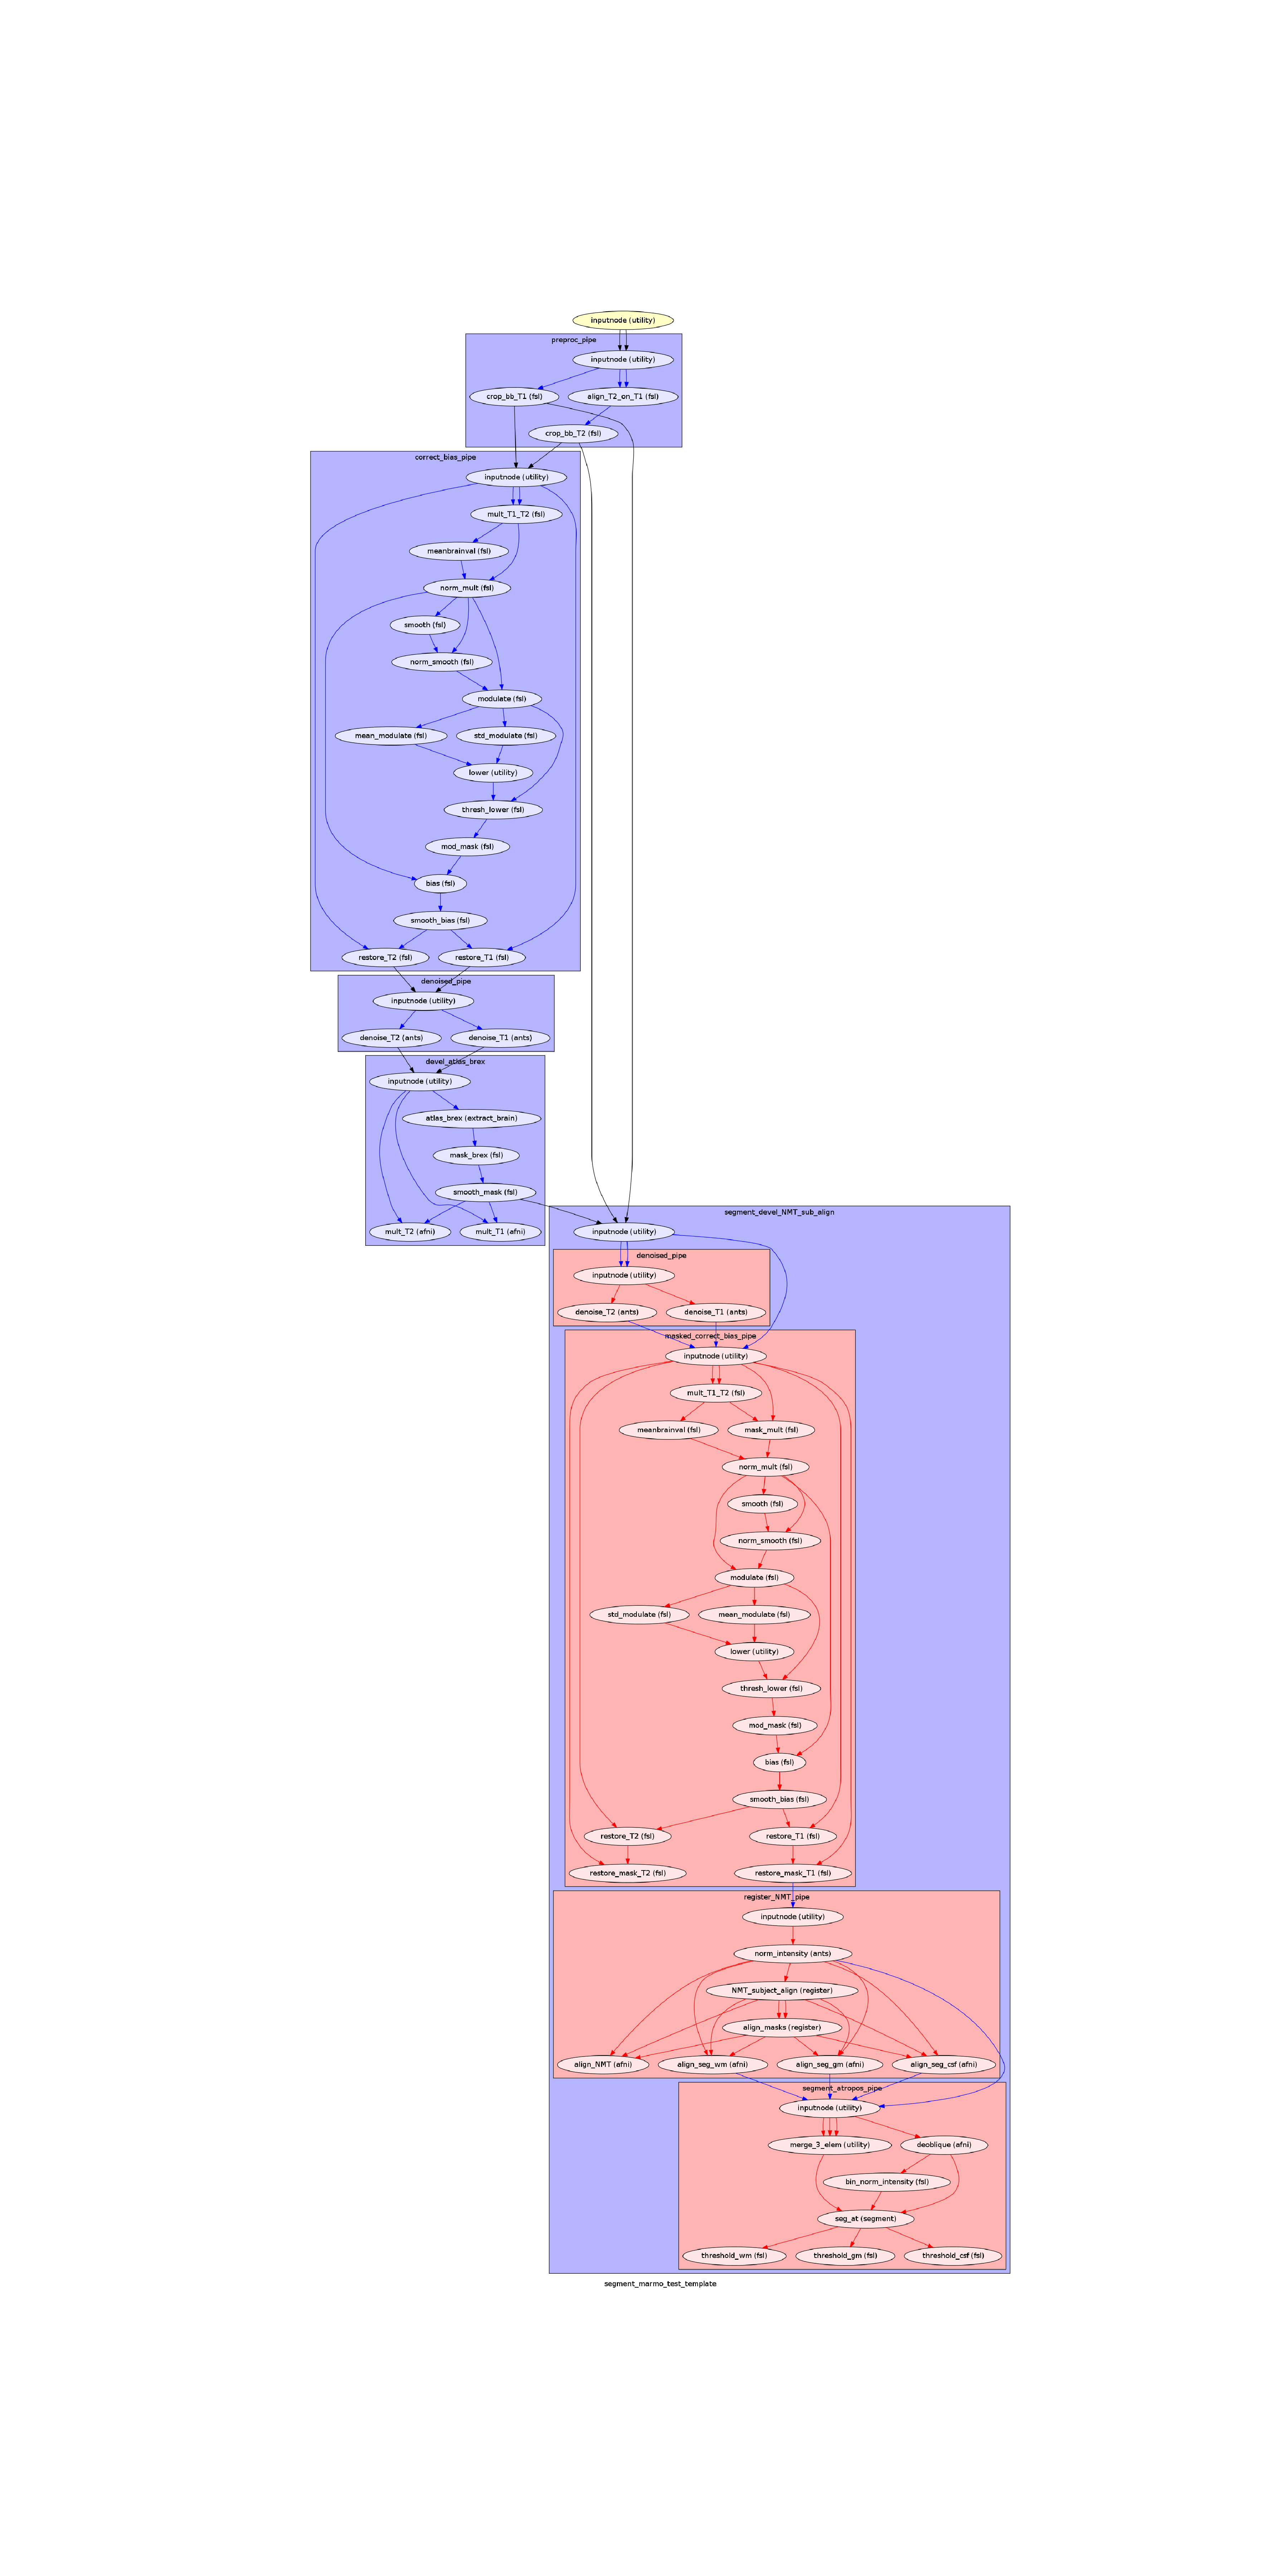 inputnode (utility)
preproc_pipe
inputnode (utility)
crop_bb_T1 (fsl)
align_T2_on_T1 (fsl)
crop_bb_T2 (fsl)
correct_bias_pipe
inputnode (utility)
mult_T1_T2 (fsl)
meanbrainval (fsl)
norm_mult (fsl)
smooth (fsl)
norm_smooth (fsl)
modulate (fsl)
mean_modulate (fsl)
std_modulate (fsl)
lower (utility)
thresh_lower (fsl)
mod_mask (fsl)
bias (fsl)
smooth_bias (fsl)
restore_T2 (fsl)
restore_T1 (fsl)
denoised_pipe
inputnode (utility)
denoise_T2 (ants)
denoise_T1 (ants)
devel_atlas_brex
inputnode (utility)
atlas_brex (extract_brain)
mask_brex (fsl)
smooth_mask (fsl)
mult_T2 (afni)
mult_T1 (afni)
segment_devel_NMT_sub_align
inputnode (utility)
denoised_pipe
inputnode (utility)
denoise_T2 (ants)
denoise_T1 (ants)
masked_correct_bias_pipe
inputnode (utility)
mult_T1_T2 (fsl)
meanbrainval (fsl)
mask_mult (fsl)
norm_mult (fsl)
smooth (fsl)
norm_smooth (fsl)
modulate (fsl)
std_modulate (fsl)
mean_modulate (fsl)
lower (utility)
thresh_lower (fsl)
mod_mask (fsl)
bias (fsl)
smooth_bias (fsl)
restore_T2 (fsl)
restore_T1 (fsl)
restore_mask_T2 (fsl)
restore_mask_T1 (fsl)
register_NMT_pipe
inputnode (utility)
norm_intensity (ants)
NMT_subject_align (register)
align_masks (register)
align_NMT (afni)
align_seg_wm (afni)
align_seg_gm (afni)
align_seg_csf (afni)
segment_atropos_pipe
inputnode (utility)
merge_3_elem (utility)
deoblique (afni)
bin_norm_intensity (fsl)
seg_at (segment)
threshold_wm (fsl)
threshold_gm (fsl)
threshold_csf (fsl)
segment_marmo_test_template